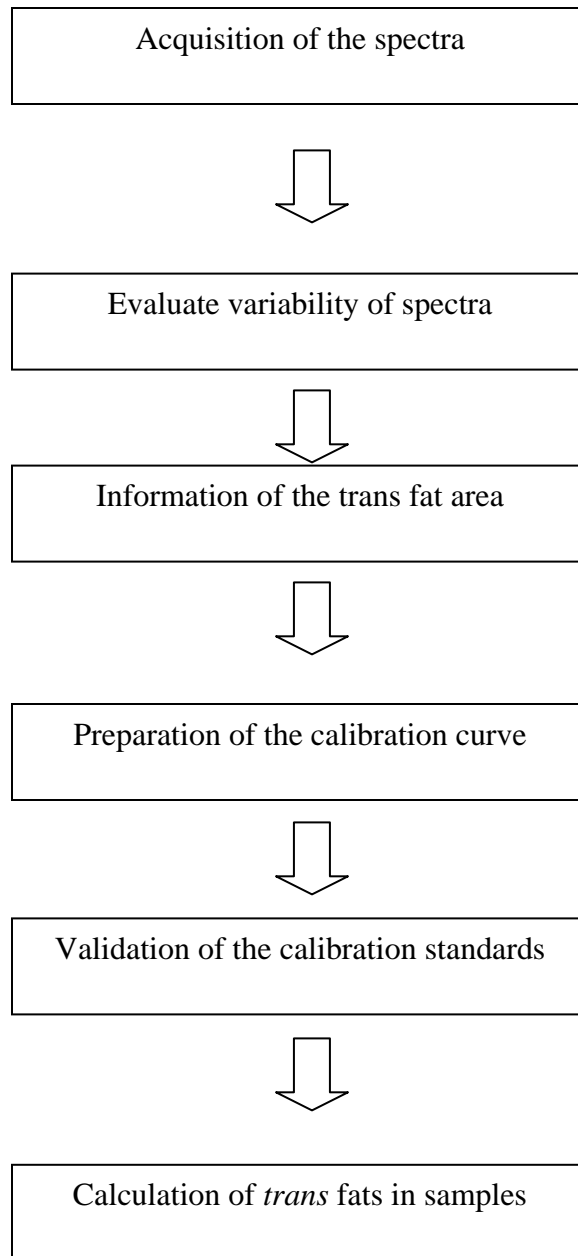 Acquisition of the spectra
Evaluate variability of spectra
Information of the trans fat area
Preparation of the calibration curve
Validation of the calibration standards
Calculation of trans fats in samples